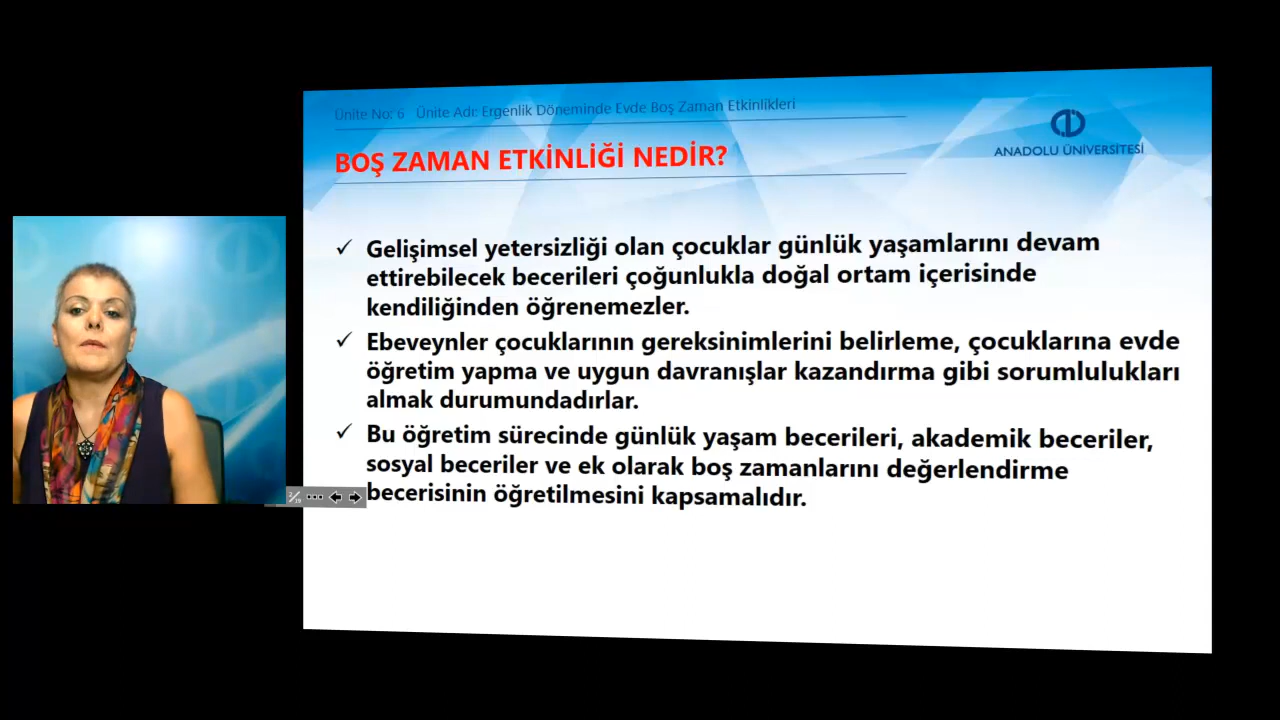 Ünite No: 6 Ünite Adı: Ergenlik Döneminde Evde Boş Zaman Etkinlikleri
ANADOLU ÜNİVERSİTESİ
BOŞ ZAMAN ETKİNLİĞİ NEDİR?
✓ Gelişimsel yetersizliği olan çocuklar günlük yaşamlarını devam
ettirebilecek becerileri çoğunlukla doğal ortam içerisinde
kendiliğinden öğrenemezler.
✓ Ebeveynler çocuklarının gereksinimlerini belirleme, çocuklarına evde
öğretim yapma ve uygun davranışlar kazandırma gibi sorumlulukları
almak durumundadırlar.
✓ Bu öğretim sürecinde günlük yaşam becerileri, akademik beceriler,
sosyal beceriler ve ek olarak boş zamanlarını değerlendirme
becerisinin öğretilmesini kapsamalıdır.